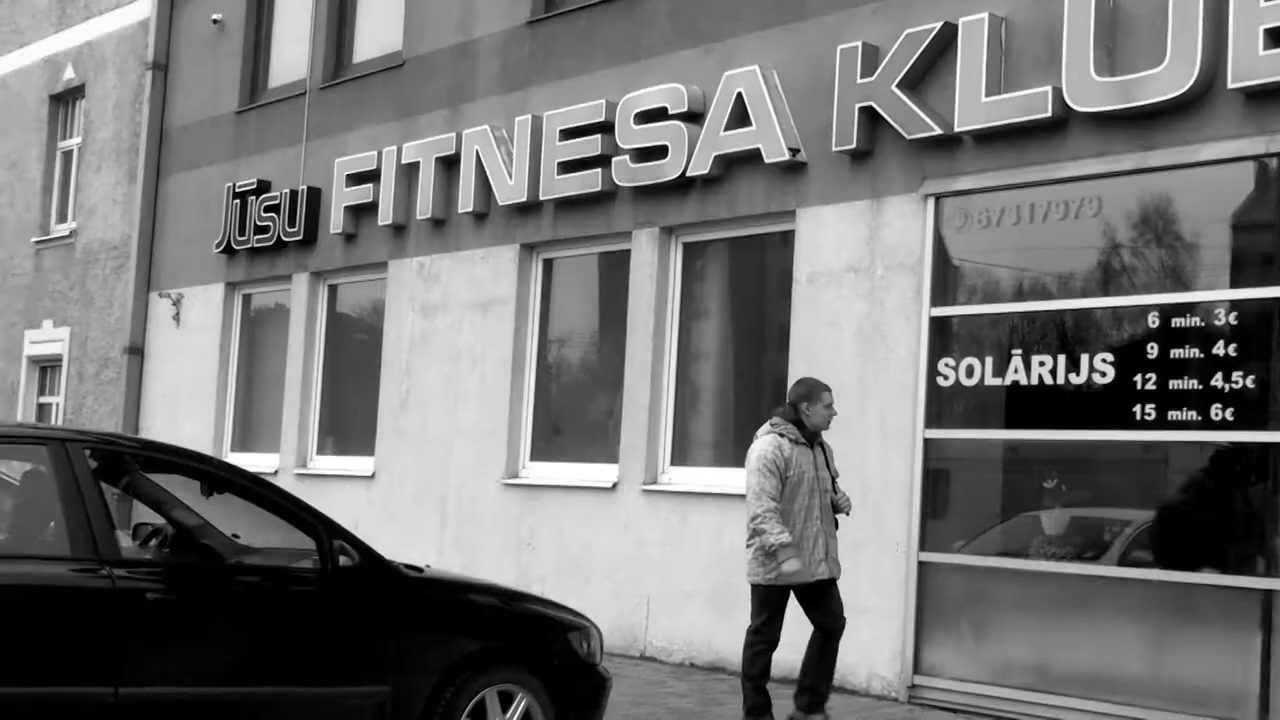 Jūsu FITNESA KLUB
67317979
SOLĀRIJS
6 min. 3€
9 min. 4€
12 min. 4,5€
15 min. 6€